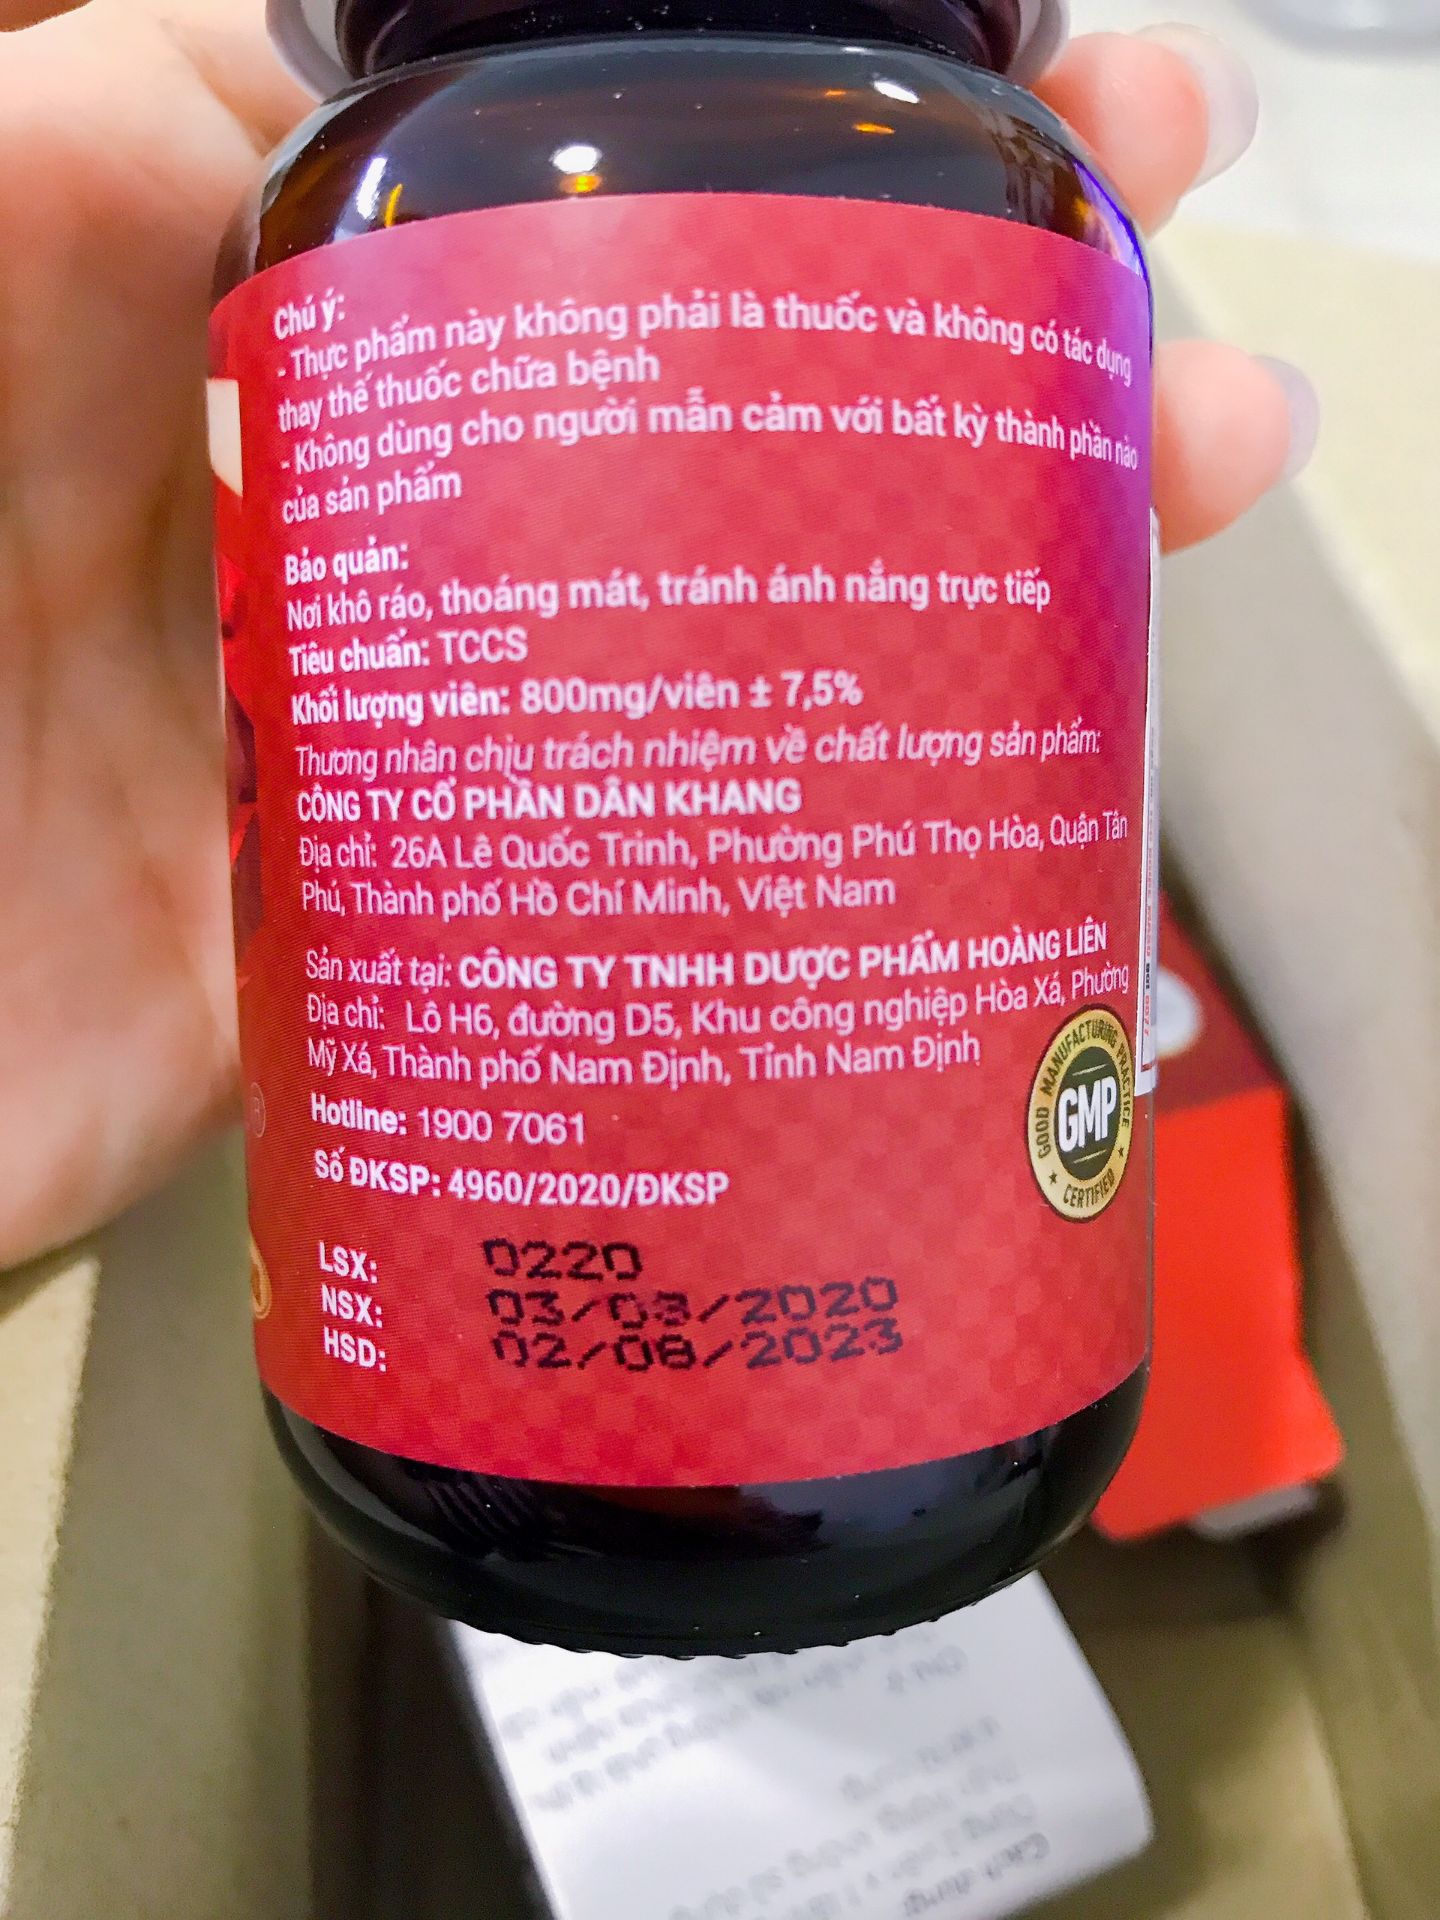 Chú ý:
- Thực phẩm này không phải là thuốc và không có tác dụng
thay thế thuốc chữa bệnh
- Không dùng cho người mẫn cảm với bất kỳ thành phần nào
của sản phẩm
Bảo quản:
Nơi khô ráo, thoáng mát, tránh ánh nắng trực tiếp
Tiêu chuẩn: TCCS
Khối lượng viên: 800mg/viên ± 7,5%
Thương nhân chịu trách nhiệm về chất lượng sản phẩm:
CÔNG TY CỔ PHẦN DÂN KHANG
Địa chỉ: 26A Lê Quốc Trinh, Phường Phú Thọ Hòa, Quận Tân
Phú, Thành phố Hồ Chí Minh, Việt Nam
Sản xuất tại: CÔNG TY TNHH DƯỢC PHẨM HOÀNG LIÊN
Địa chỉ: Lô H6, đường D5, Khu công nghiệp Hòa Xá, Phường
Mỹ Xá, Thành phố Nam Định, Tỉnh Nam Định
GOOD MANUFACTURING PRACTICE
GMP
CERTIFIED
Hotline: 1900 7061
Số ĐKSP: 4960/2020/ĐKSP
LSX: 0220
NSX: 03/08/2020
HSD: 02/08/2023